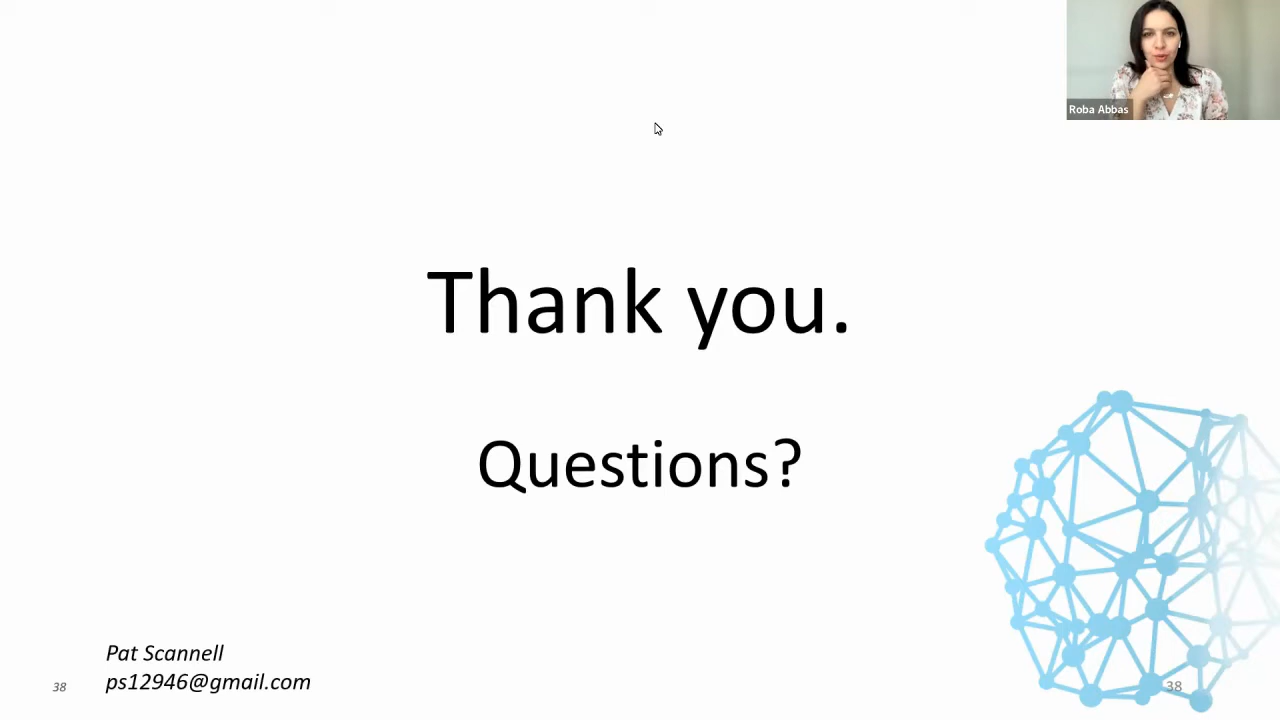 Roba Abbas
Thank you.
Questions?
Pat Scannell
38 ps12946@gmail.com
38